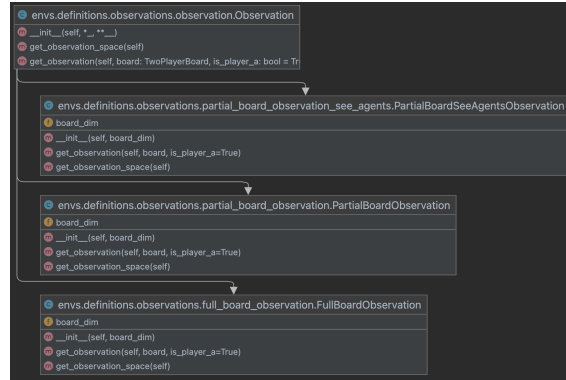 envs.definitions.observations.observation.Observation
__init__(self, *_, **__)
get_observation_space(self)
get_observation(self, board: TwoPlayerBoard, is_player_a: bool = Tr
envs.definitions.observations.partial_board_observation_see_agents.PartialBoardSeeAgentsObservation
board_dim
__init__(self, board_dim)
get_observation(self, board, is_player_a=True)
get_observation_space(self)
envs.definitions.observations.partial_board_observation.PartialBoardObservation
board_dim
__init__(self, board_dim)
get_observation(self, board, is_player_a=True)
get_observation_space(self)
envs.definitions.observations.full_board_observation.FullBoardObservation
board_dim
__init__(self, board_dim)
get_observation(self, board, is_player_a=True)
get_observation_space(self)